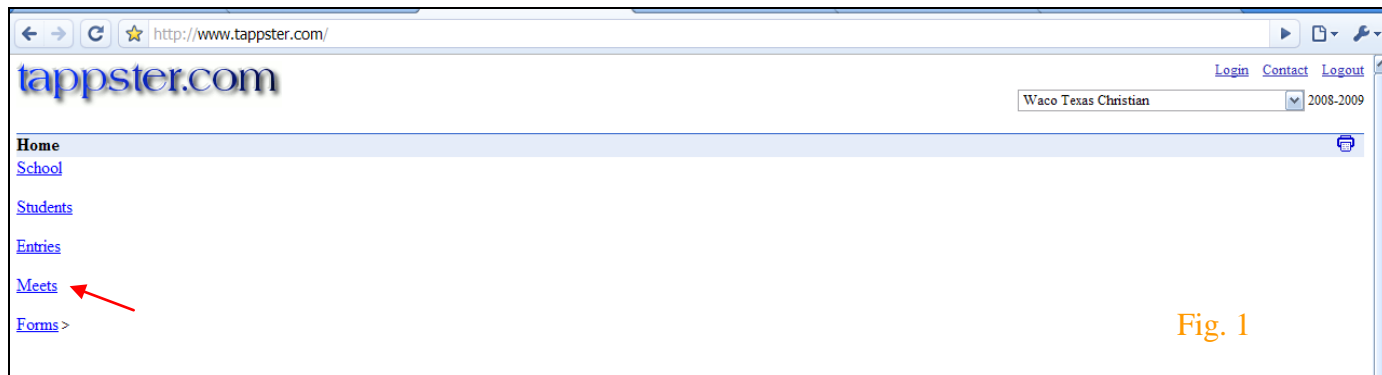 http://www.tappster.com/
tappster.com
Login Contact Logout
Waco Texas Christian 2008-2009
Home
School
Students
Entries
Meets
Forms >
Fig. 1